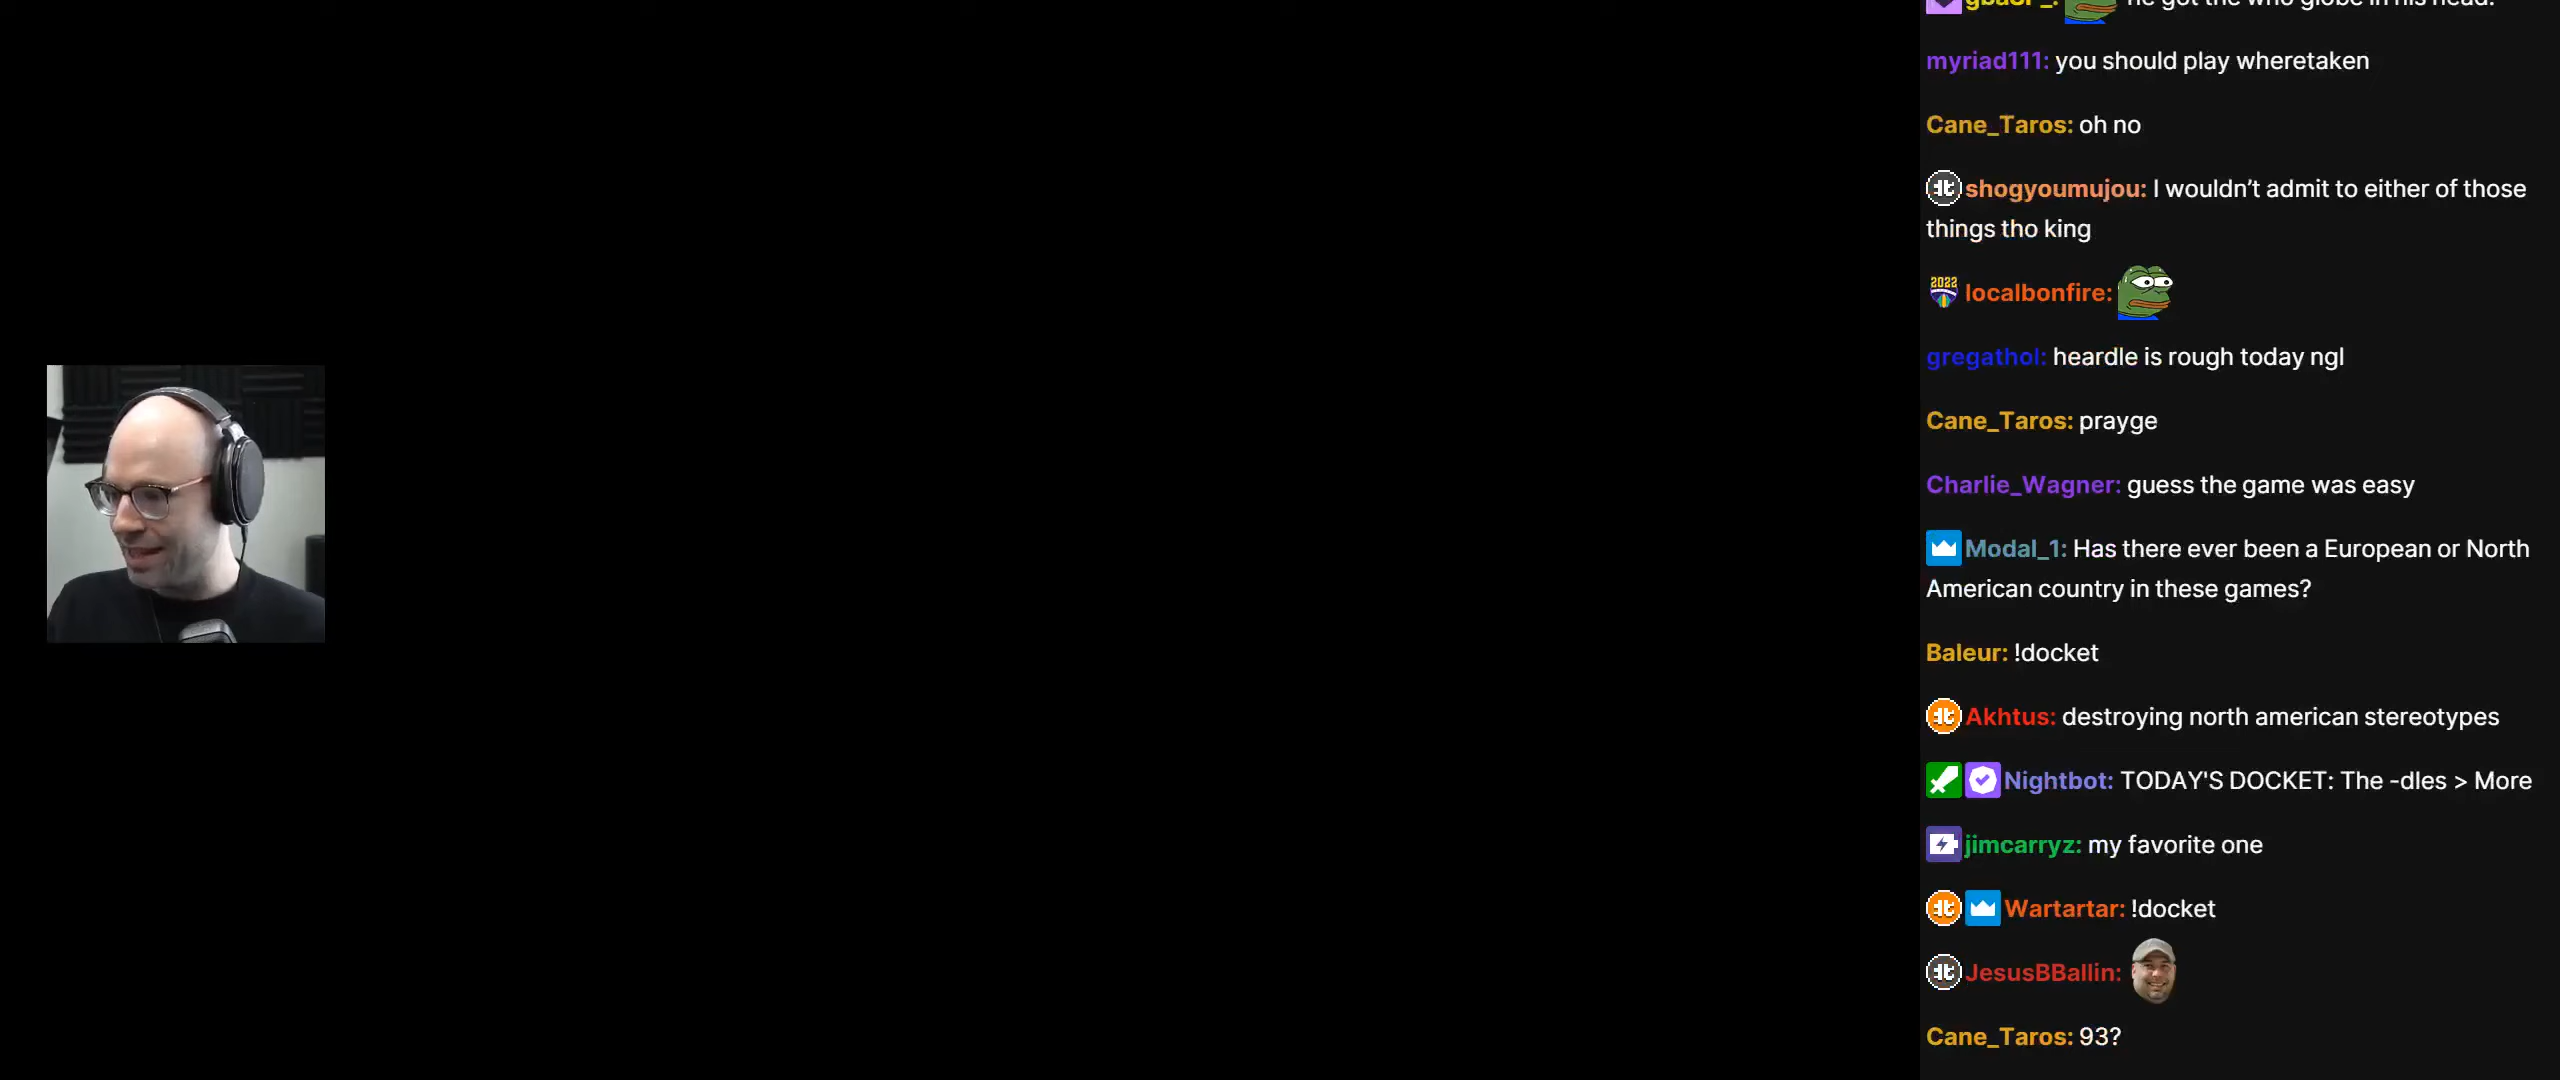 myriad111: you should play wheretaken
Cane_Taros: oh no
shogyoumujou: I wouldn’t admit to either of those
things tho king
2022
localbonfire:
gregathol: heardle is rough today ngl
Cane_Taros: prayge
Charlie_Wagner: guess the game was easy
Modal_1: Has there ever been a European or North
American country in these games?
Baleur: !docket
Akhtus: destroying north american stereotypes
Nightbot: TODAY'S DOCKET: The -dles > More
jimcarryz: my favorite one
Wartartar: !docket
JesusBBallin:
Cane_Taros: 93?